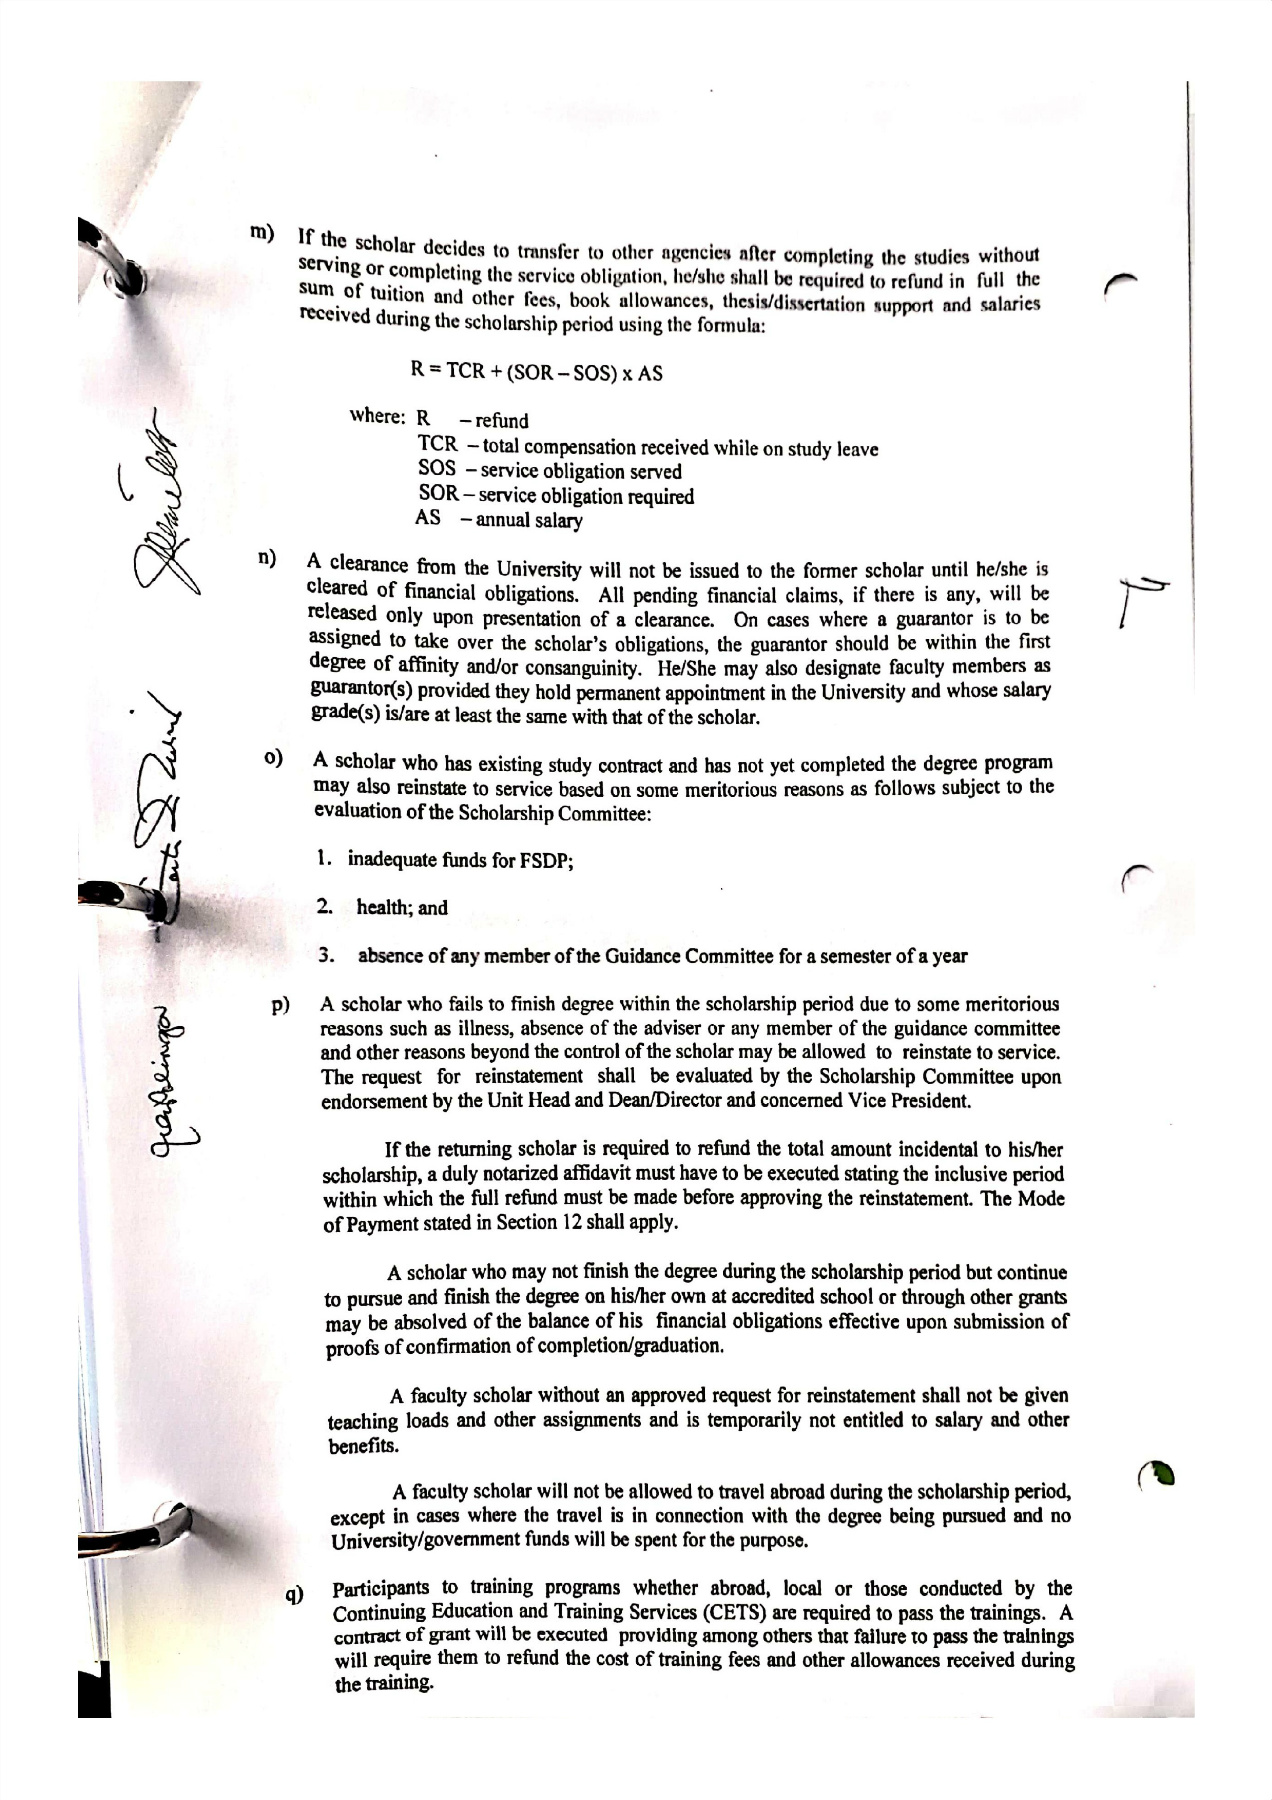 m) If the scholar decides to transfer to other agencies after completing the studies without
serving or completing the service obligation, he/she shall be required to refund in full the
sum of tuition and other fees, book allowances, thesis/dissertation support and salaries
received during the scholarship period using the formula:
R = TCR + (SOR – SOS) x AS
where: R – refund
TCR – total compensation received while on study leave
SOS – service obligation served
SOR – service obligation required
AS – annual salary
n) A clearance from the University will not be issued to the former scholar until he/she is
cleared of financial obligations. All pending financial claims, if there is any, will be
released only upon presentation of a clearance. On cases where a guarantor is to be
assigned to take over the scholar's obligations, the guarantor should be within the first
degree of affinity and/or consanguinity. He/She may also designate faculty members as
guarantor(s) provided they hold permanent appointment in the University and whose salary
grade(s) is/are at least the same with that of the scholar.
o) A scholar who has existing study contract and has not yet completed the degree program
may also reinstate to service based on some meritorious reasons as follows subject to the
evaluation of the Scholarship Committee:
1. inadequate funds for FSDP;
2. health; and
3. absence of any member of the Guidance Committee for a semester of a year
p) A scholar who fails to finish degree within the scholarship period due to some meritorious
reasons such as illness, absence of the adviser or any member of the guidance committee
and other reasons beyond the control of the scholar may be allowed to reinstate to service.
The request for reinstatement shall be evaluated by the Scholarship Committee upon
endorsement by the Unit Head and Dean/Director and concerned Vice President.
If the returning scholar is required to refund the total amount incidental to his/her
scholarship, a duly notarized affidavit must have to be executed stating the inclusive period
within which the full refund must be made before approving the reinstatement. The Mode
of Payment stated in Section 12 shall apply.
A scholar who may not finish the degree during the scholarship period but continue
to pursue and finish the degree on his/her own at accredited school or through other grants
may be absolved of the balance of his financial obligations effective upon submission of
proofs of confirmation of completion/graduation.
A faculty scholar without an approved request for reinstatement shall not be given
teaching loads and other assignments and is temporarily not entitled to salary and other
benefits.
A faculty scholar will not be allowed to travel abroad during the scholarship period,
except in cases where the travel is in connection with the degree being pursued and no
University/government funds will be spent for the purpose.
q) Participants to training programs whether abroad, local or those conducted by the
Continuing Education and Training Services (CETS) are required to pass the trainings. A
contract of grant will be executed providing among others that failure to pass the trainings
will require them to refund the cost of training fees and other allowances received during
the training.